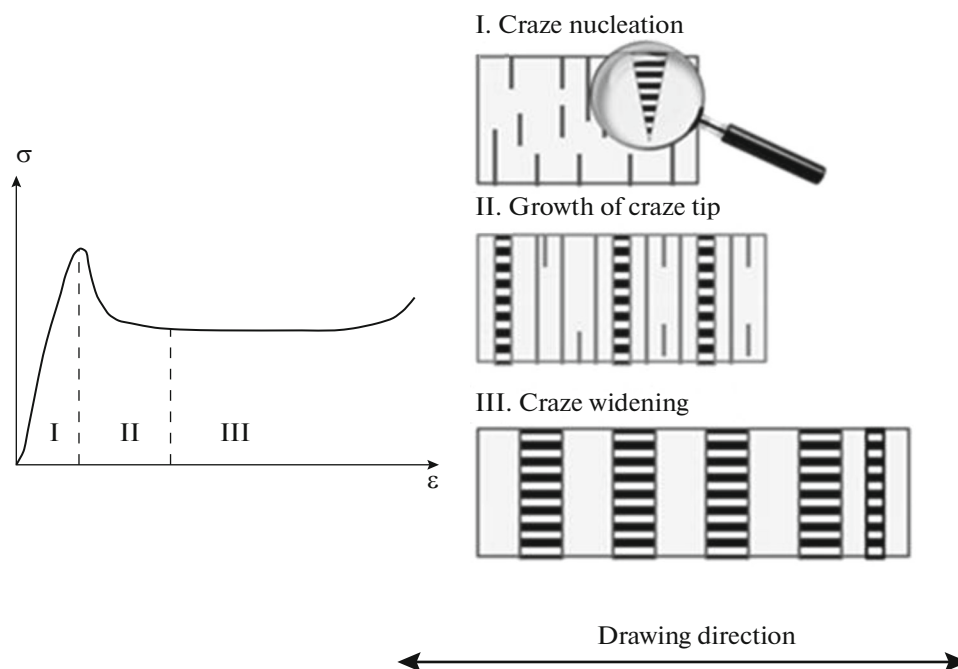 I. Craze nucleation
σ
II. Growth of craze tip
III. Craze widening
I II III
ε
Drawing direction